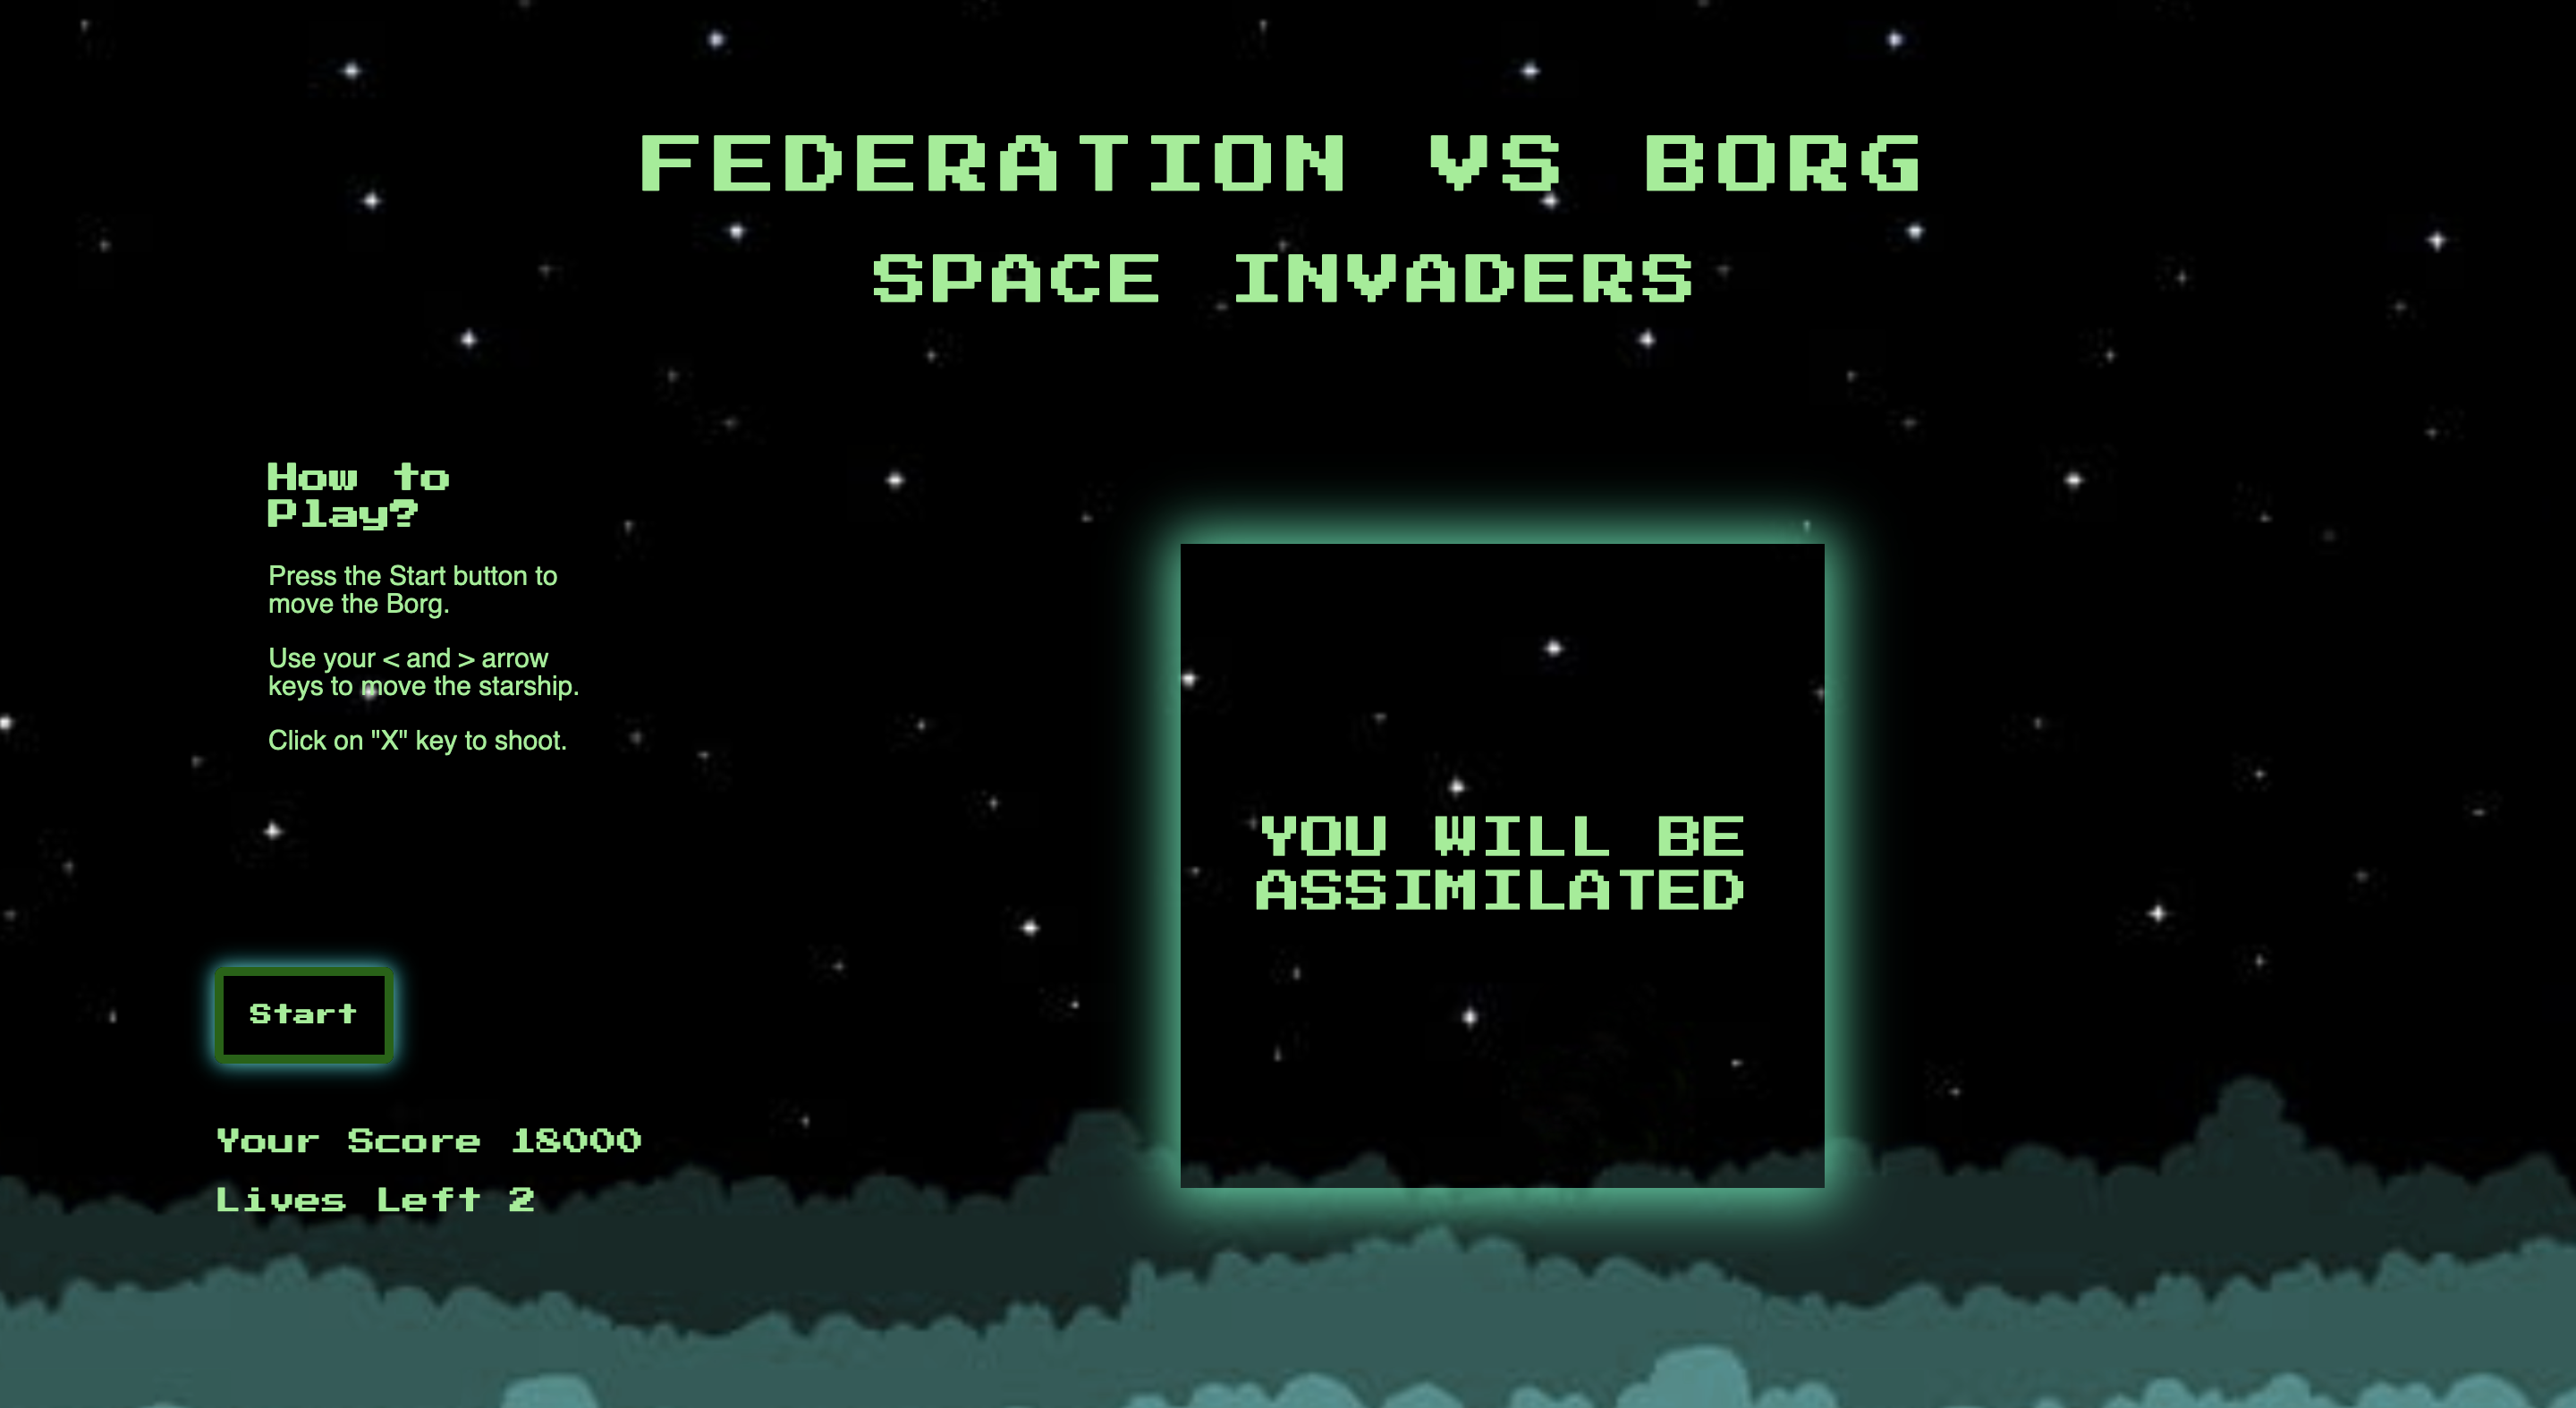 FEDERATION VS BORG
SPACE INVADERS
How to
Play?
Press the Start button to
move the Borg.
Use your < and > arrow
keys to move the starship.
Click on "X" key to shoot.
YOU WILL BE
ASSIMILATED
Start
Your Score 18000
Lives Left 2